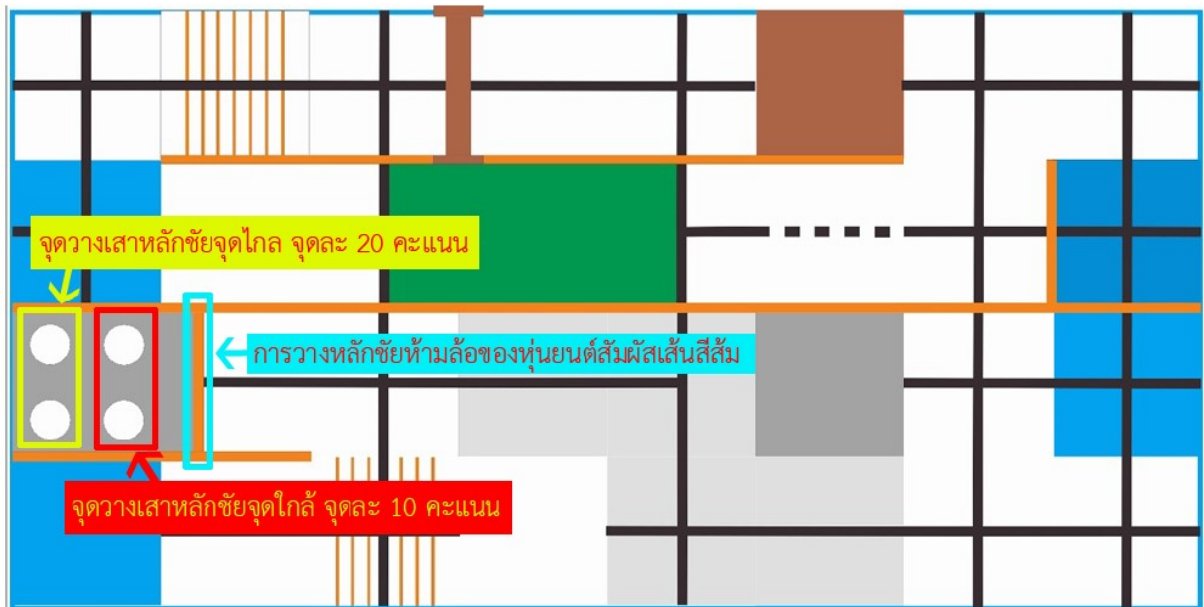 จุดวางเสาหลักชัยจุดไกล จุดละ 20 คะแนน
การวางหลักชัยห้ามล้อของหุ่นยนต์สัมผัสเส้นสีส้ม
จุดวางเสาหลักชัยจุดใกล้ จุดละ 10 คะแนน